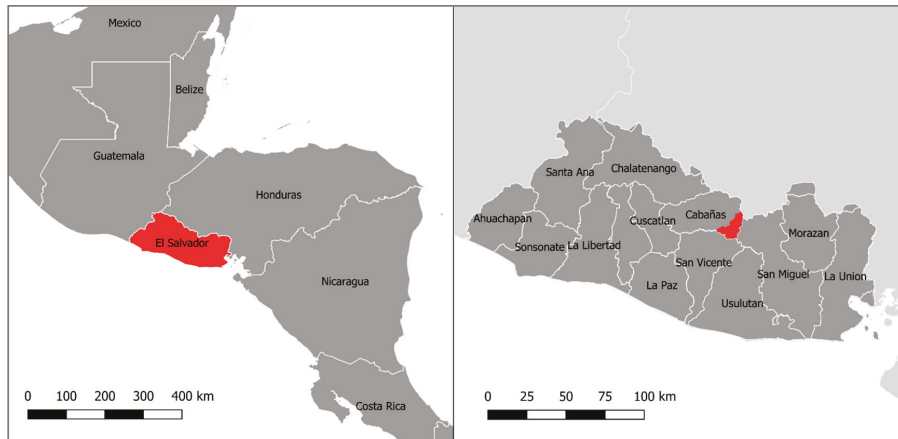 Mexico
Belize
Guatemala
Honduras
El Salvador
Nicaragua
Costa Rica
0 100 200 300 400 km
Santa Ana
Chalatenango
Ahuachapan
Cuscatlan
Cabañas
Sonsonate
La Libertad
Morazan
San Vicente
San Miguel
La Union
La Paz
Usulutan
0 25 50 75 100 km